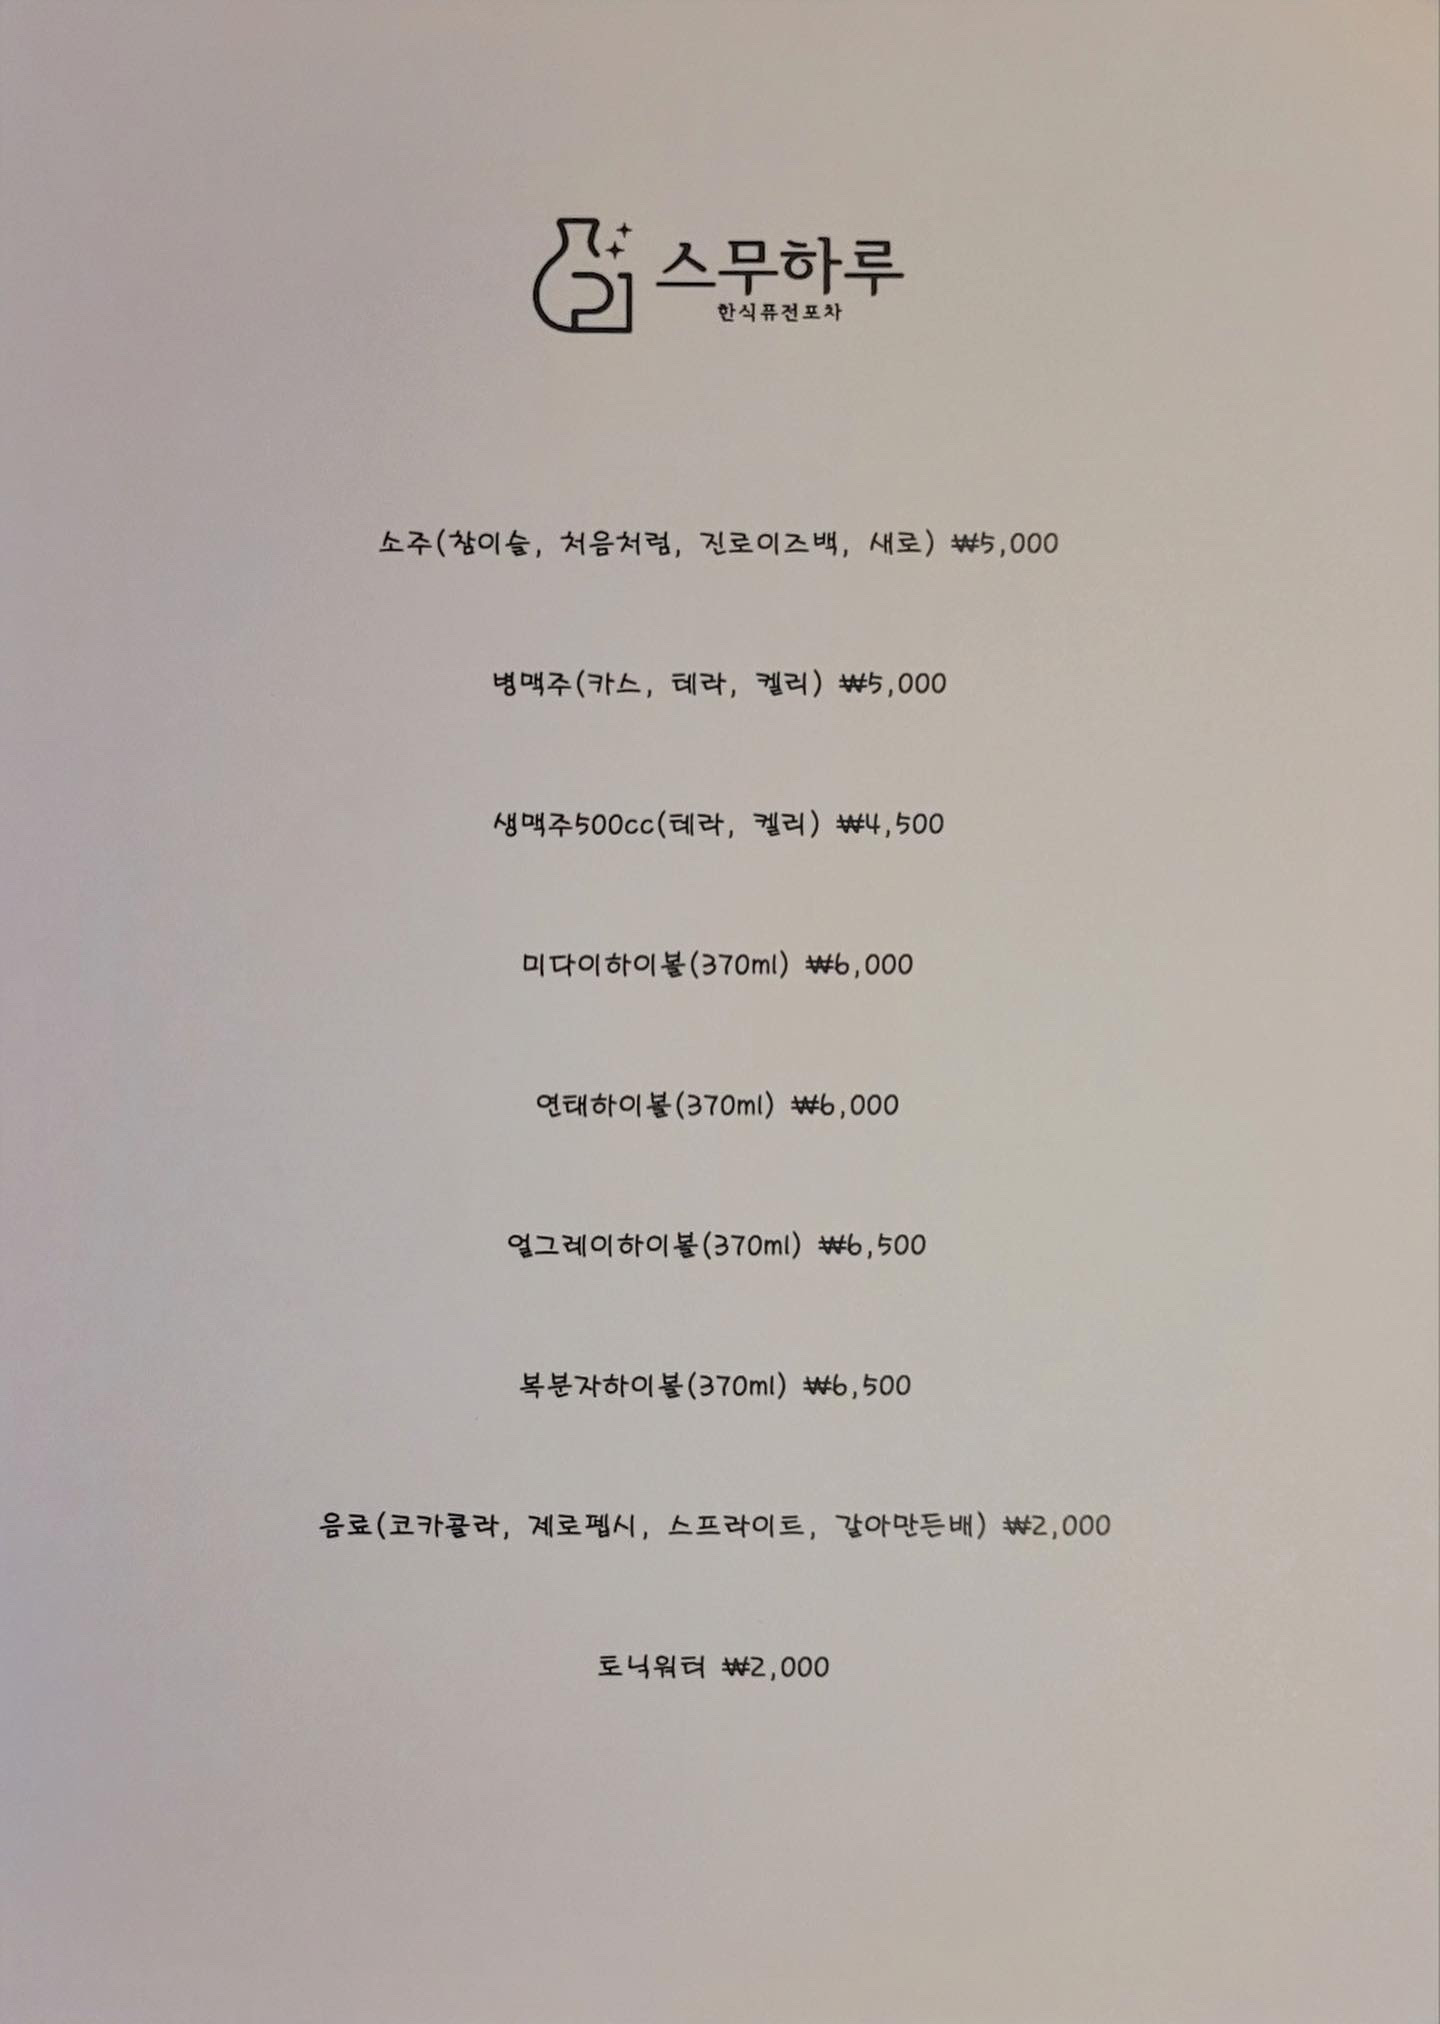 스무하루
한식퓨전포차
소주(참이슬, 처음처럼, 진로이즈백, 새로) ₩5,000
병맥주(카스, 테라, 켈리) ₩5,000
생맥주500cc(테라, 켈리) ₩4,500
미다이하이볼(370ml) ₩6,000
연태하이볼(370ml) ₩6,000
얼그레이하이볼(370ml) ₩6,500
복분자하이볼(370ml) ₩6,500
음료(코카콜라, 제로펩시, 스프라이트, 갈아만든배) ₩2,000
토닉워터 ₩2,000